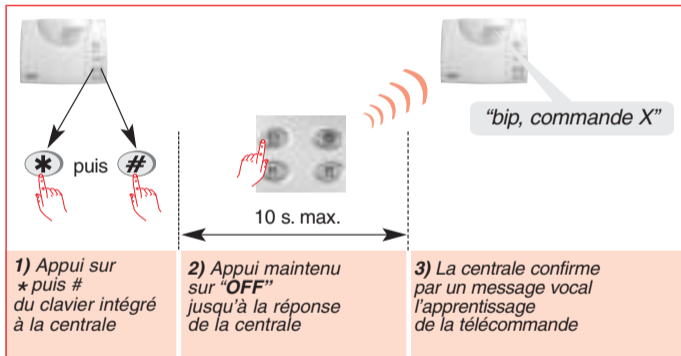 "bip, commande X"
* puis #
10 s. max.
1) Appui sur
* puis #
du clavier intégré
à la centrale
2) Appui maintenu
sur "OFF"
jusqu'à la réponse
de la centrale
3) La centrale confirme
par un message vocal
l'apprentissage
de la télécommande